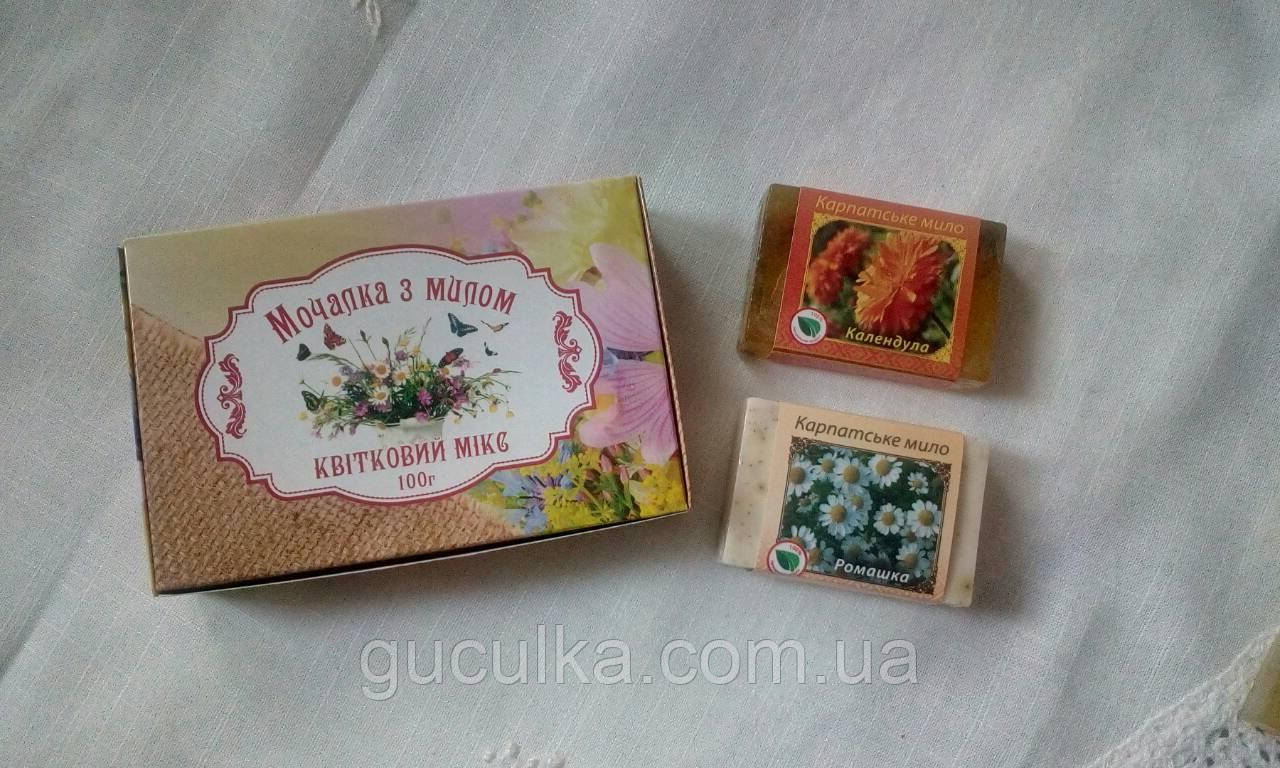 Мочалка з милом
квітковий мікс
100г
Карпатське мило
Календула
Карпатське мило
Ромашка
guculka.com.ua